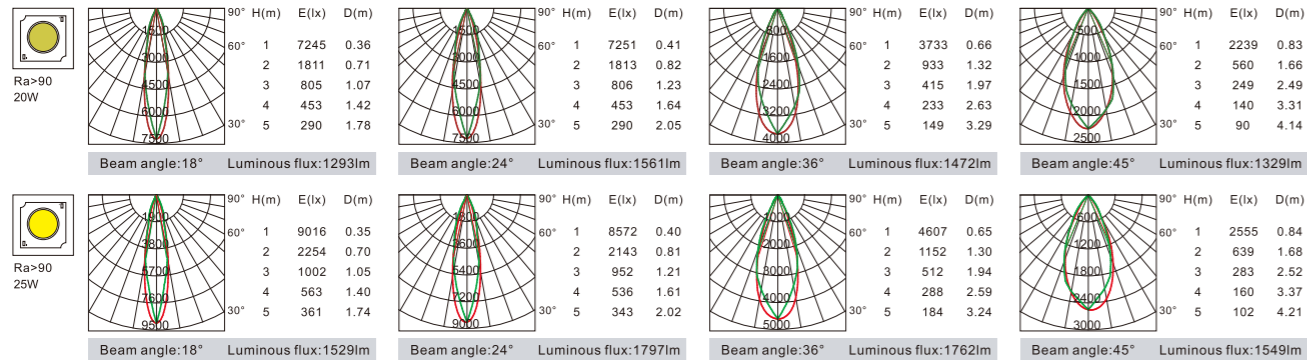 Ra>90
20W
1500
3000
4500
6000
7500
90° H(m) E(lx) D(m)
60° 1 7245 0.36
2 1811 0.71
3 805 1.07
4 453 1.42
30° 5 290 1.78
Beam angle:18° Luminous flux:1293lm
1500
3000
4500
6000
7500
90° H(m) E(lx) D(m)
60° 1 7251 0.41
2 1813 0.82
3 806 1.23
4 453 1.64
30° 5 290 2.05
Beam angle:24° Luminous flux:1561lm
800
1600
2400
3200
4000
90° H(m) E(lx) D(m)
60° 1 3733 0.66
2 933 1.32
3 415 1.97
4 233 2.63
30° 5 149 3.29
Beam angle:36° Luminous flux:1472lm
500
1000
1500
2000
2500
90° H(m) E(lx) D(m)
60° 1 2239 0.83
2 560 1.66
3 249 2.49
4 140 3.31
30° 5 90 4.14
Beam angle:45° Luminous flux:1329lm
Ra>90
25W
1900
3800
5700
7600
9500
90° H(m) E(lx) D(m)
60° 1 9016 0.35
2 2254 0.70
3 1002 1.05
4 563 1.40
30° 5 361 1.74
Beam angle:18° Luminous flux:1529lm
1800
3600
5400
7200
9000
90° H(m) E(lx) D(m)
60° 1 8572 0.40
2 2143 0.81
3 952 1.21
4 536 1.61
30° 5 343 2.02
Beam angle:24° Luminous flux:1797lm
1000
2000
3000
4000
5000
90° H(m) E(lx) D(m)
60° 1 4607 0.65
2 1152 1.30
3 512 1.94
4 288 2.59
30° 5 184 3.24
Beam angle:36° Luminous flux:1762lm
600
1200
1800
2400
3000
90° H(m) E(lx) D(m)
60° 1 2555 0.84
2 639 1.68
3 283 2.52
4 160 3.37
30° 5 102 4.21
Beam angle:45° Luminous flux:1549lm